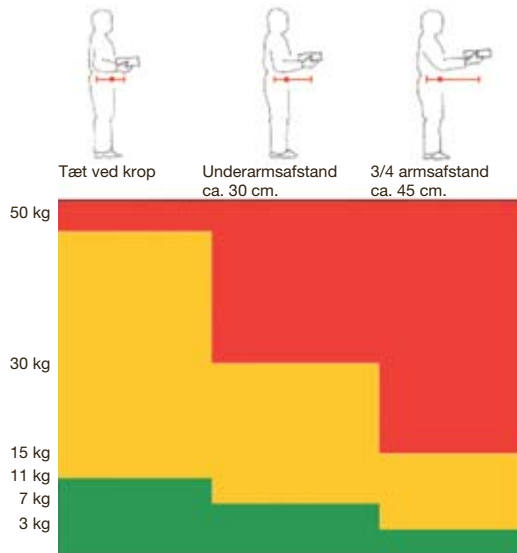 Tæt ved krop
Underarmsafstand
ca. 30 cm.
3/4 armsafstand
ca. 45 cm.
50 kg
30 kg
15 kg
11 kg
7 kg
3 kg